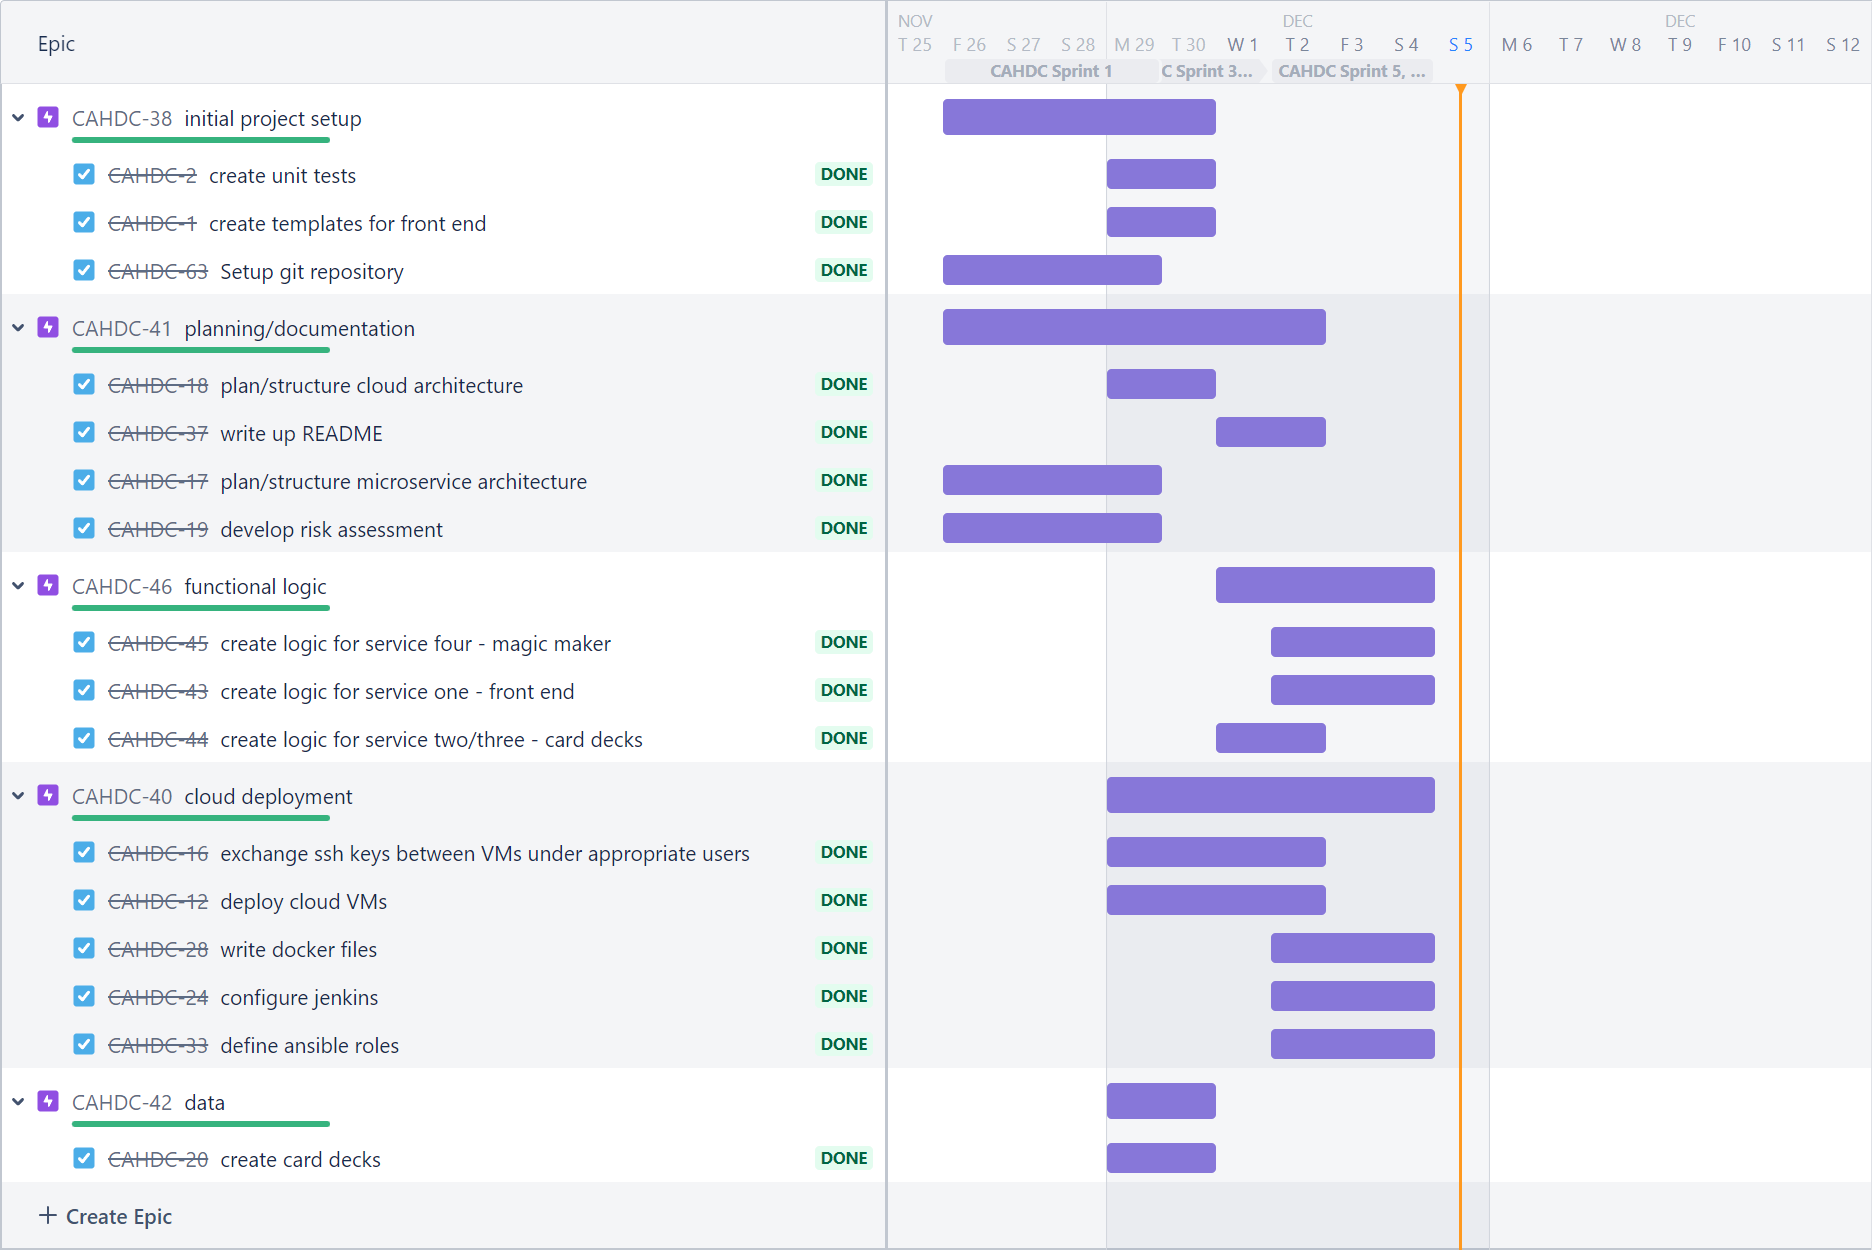 Epic
NOV
DEC
DEC
T 25 F 26 S 27 S 28 M 29 T 30 W 1 T 2 F 3 S 4 S 5 M 6 T 7 W 8 T 9 F 10 S 11 S 12
CAHDC Sprint 1 C Sprint 3... CAHDC Sprint 5, ...
CAHDC-38 initial project setup
CAHDC-2 create unit tests DONE
CAHDC-1 create templates for front end DONE
CAHDC-63 Setup git repository DONE
CAHDC-41 planning/documentation
CAHDC-18 plan/structure cloud architecture DONE
CAHDC-37 write up README DONE
CAHDC-17 plan/structure microservice architecture DONE
CAHDC-19 develop risk assessment DONE
CAHDC-46 functional logic
CAHDC-45 create logic for service four - magic maker DONE
CAHDC-43 create logic for service one - front end DONE
CAHDC-44 create logic for service two/three - card decks DONE
CAHDC-40 cloud deployment
CAHDC-16 exchange ssh keys between VMs under appropriate users DONE
CAHDC-12 deploy cloud VMs DONE
CAHDC-28 write docker files DONE
CAHDC-24 configure jenkins DONE
CAHDC-33 define ansible roles DONE
CAHDC-42 data
CAHDC-20 create card decks DONE
+ Create Epic